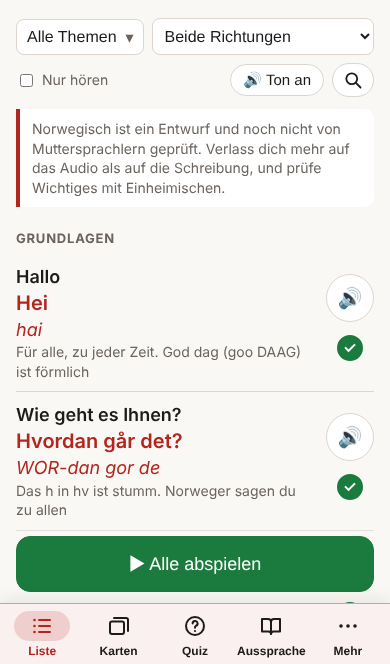 Alle Themen ▾
Beide Richtungen
Nur hören
Ton an
Norwegisch ist ein Entwurf und noch nicht von
Muttersprachlern geprüft. Verlass dich mehr auf
das Audio als auf die Schreibung, und prüfe
Wichtiges mit Einheimischen.
GRUNDLAGEN
Hallo
Hei
hai
Für alle, zu jeder Zeit. God dag (goo DAAG)
ist förmlich
Wie geht es Ihnen?
Hvordan går det?
WOR-dan gor de
Das h in hv ist stumm. Norweger sagen du
zu allen
▶ Alle abspielen
Liste
Karten
Quiz
Aussprache
Mehr